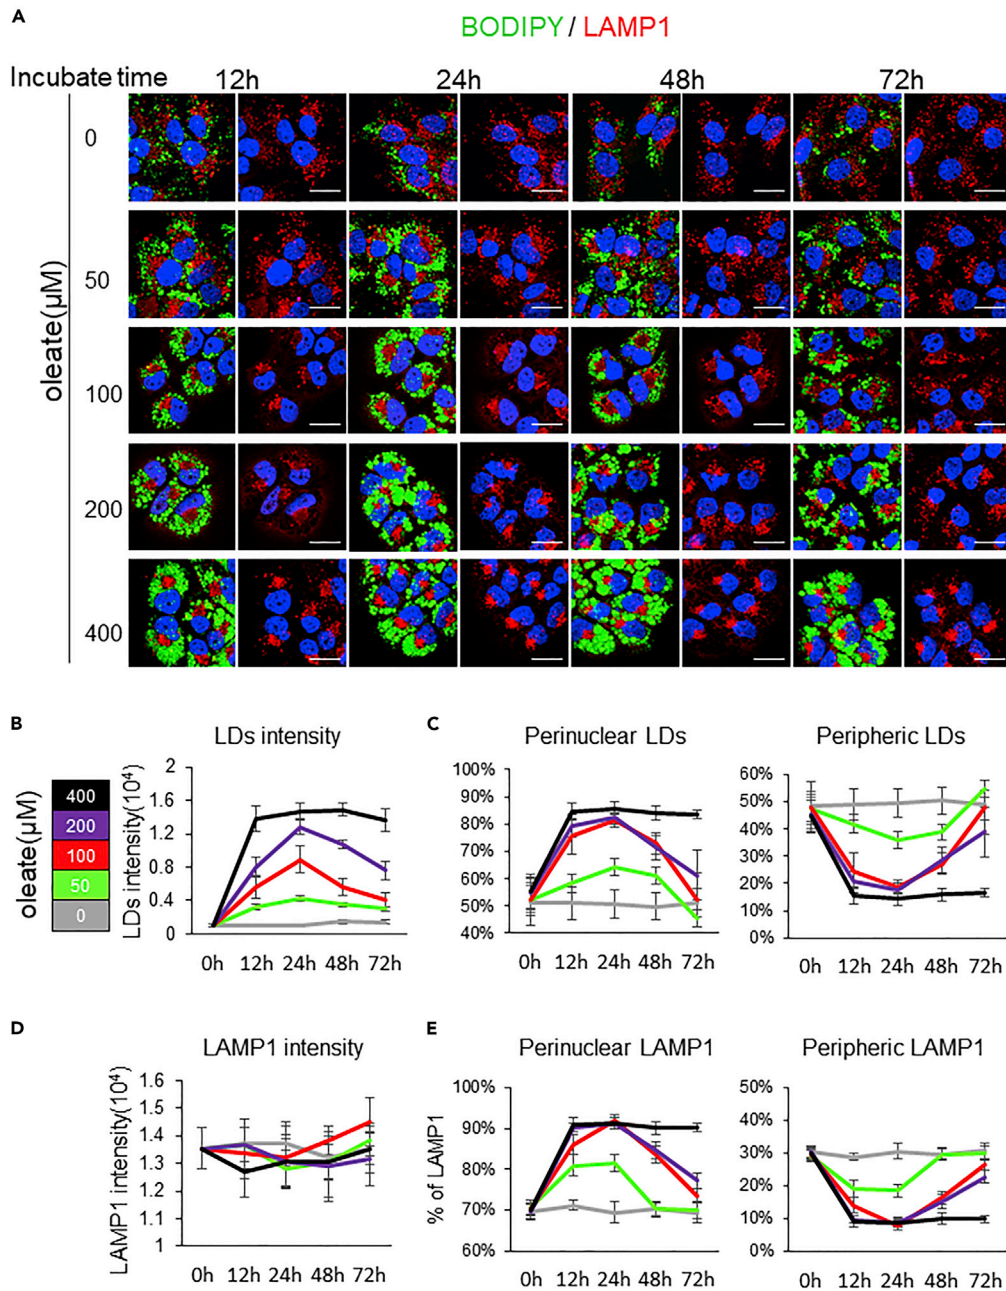 A
BODIPY / LAMP1
Incubate time 12h 24h 48h 72h
oleate(µM)
0
50
100
200
400
B
LDs intensity
oleate(µM)
400
200
100
50
0
LDs intensity(10⁴)
2
1.6
1.2
0.8
0.4
0
0h 12h 24h 48h 72h
C
Perinuclear LDs
100%
90%
80%
70%
60%
50%
40%
0h 12h 24h 48h 72h
Peripheric LDs
60%
50%
40%
30%
20%
10%
0%
0h 12h 24h 48h 72h
D
LAMP1 intensity
LAMP1 intensity(10⁴)
1.6
1.5
1.4
1.3
1.2
1.1
1
0h 12h 24h 48h 72h
E
Perinuclear LAMP1
% of LAMP1
100%
90%
80%
70%
60%
0h 12h 24h 48h 72h
Peripheric LAMP1
50%
40%
30%
20%
10%
0%
0h 12h 24h 48h 72h